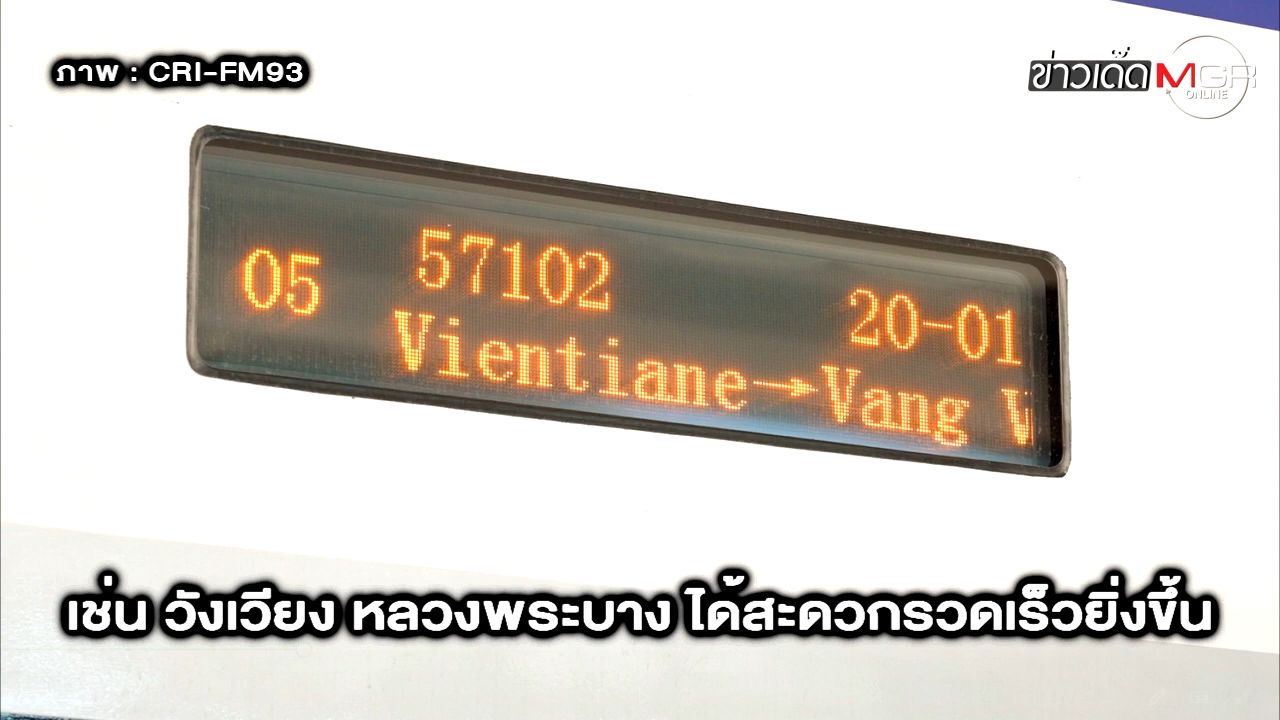 ภาพ : CRI-FM93
ข่าวเด็ด MGR
ONLINE
05 57102 20-01
Vientiane→Vang V
เช่น วังเวียง หลวงพระบาง ได้สะดวกรวดเร็วยิ่งขึ้น